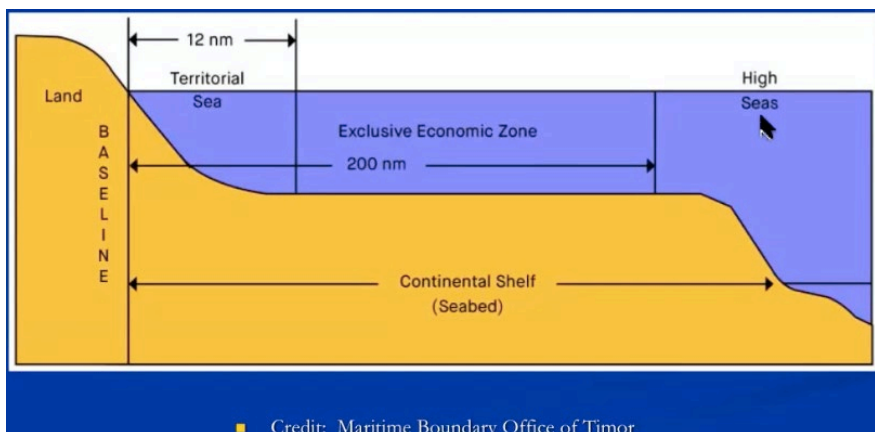 12 nm
Territorial
Sea
High
Seas
Land
BASELINE
Exclusive Economic Zone
200 nm
Continental Shelf
(Seabed)
Credit: Maritime Boundary Office of Timor